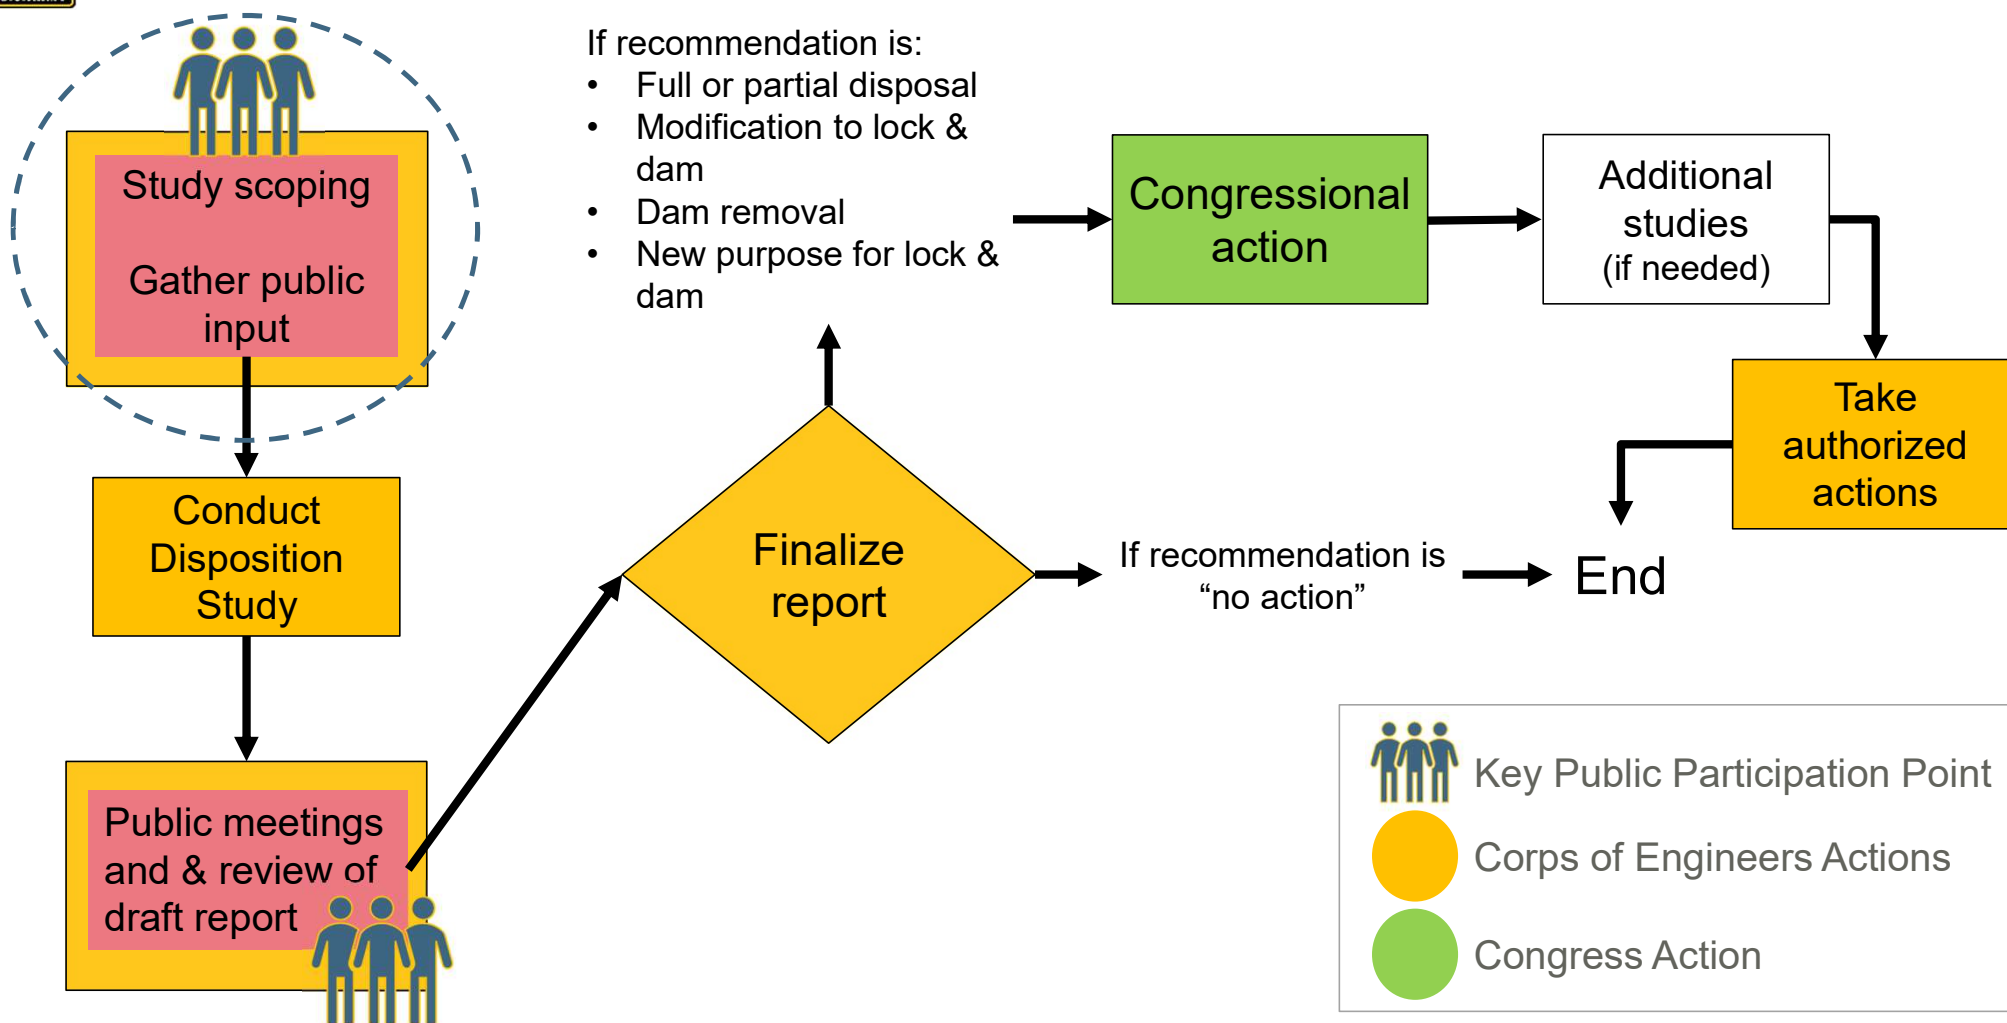 Study scoping
Gather public
input
Conduct
Disposition
Study
Public meetings
and & review of
draft report
If recommendation is:
• Full or partial disposal
• Modification to lock &
dam
• Dam removal
• New purpose for lock &
dam
Finalize
report
If recommendation is
“no action”
End
Congressional
action
Additional
studies
(if needed)
Take
authorized
actions
Key Public Participation Point
Corps of Engineers Actions
Congress Action